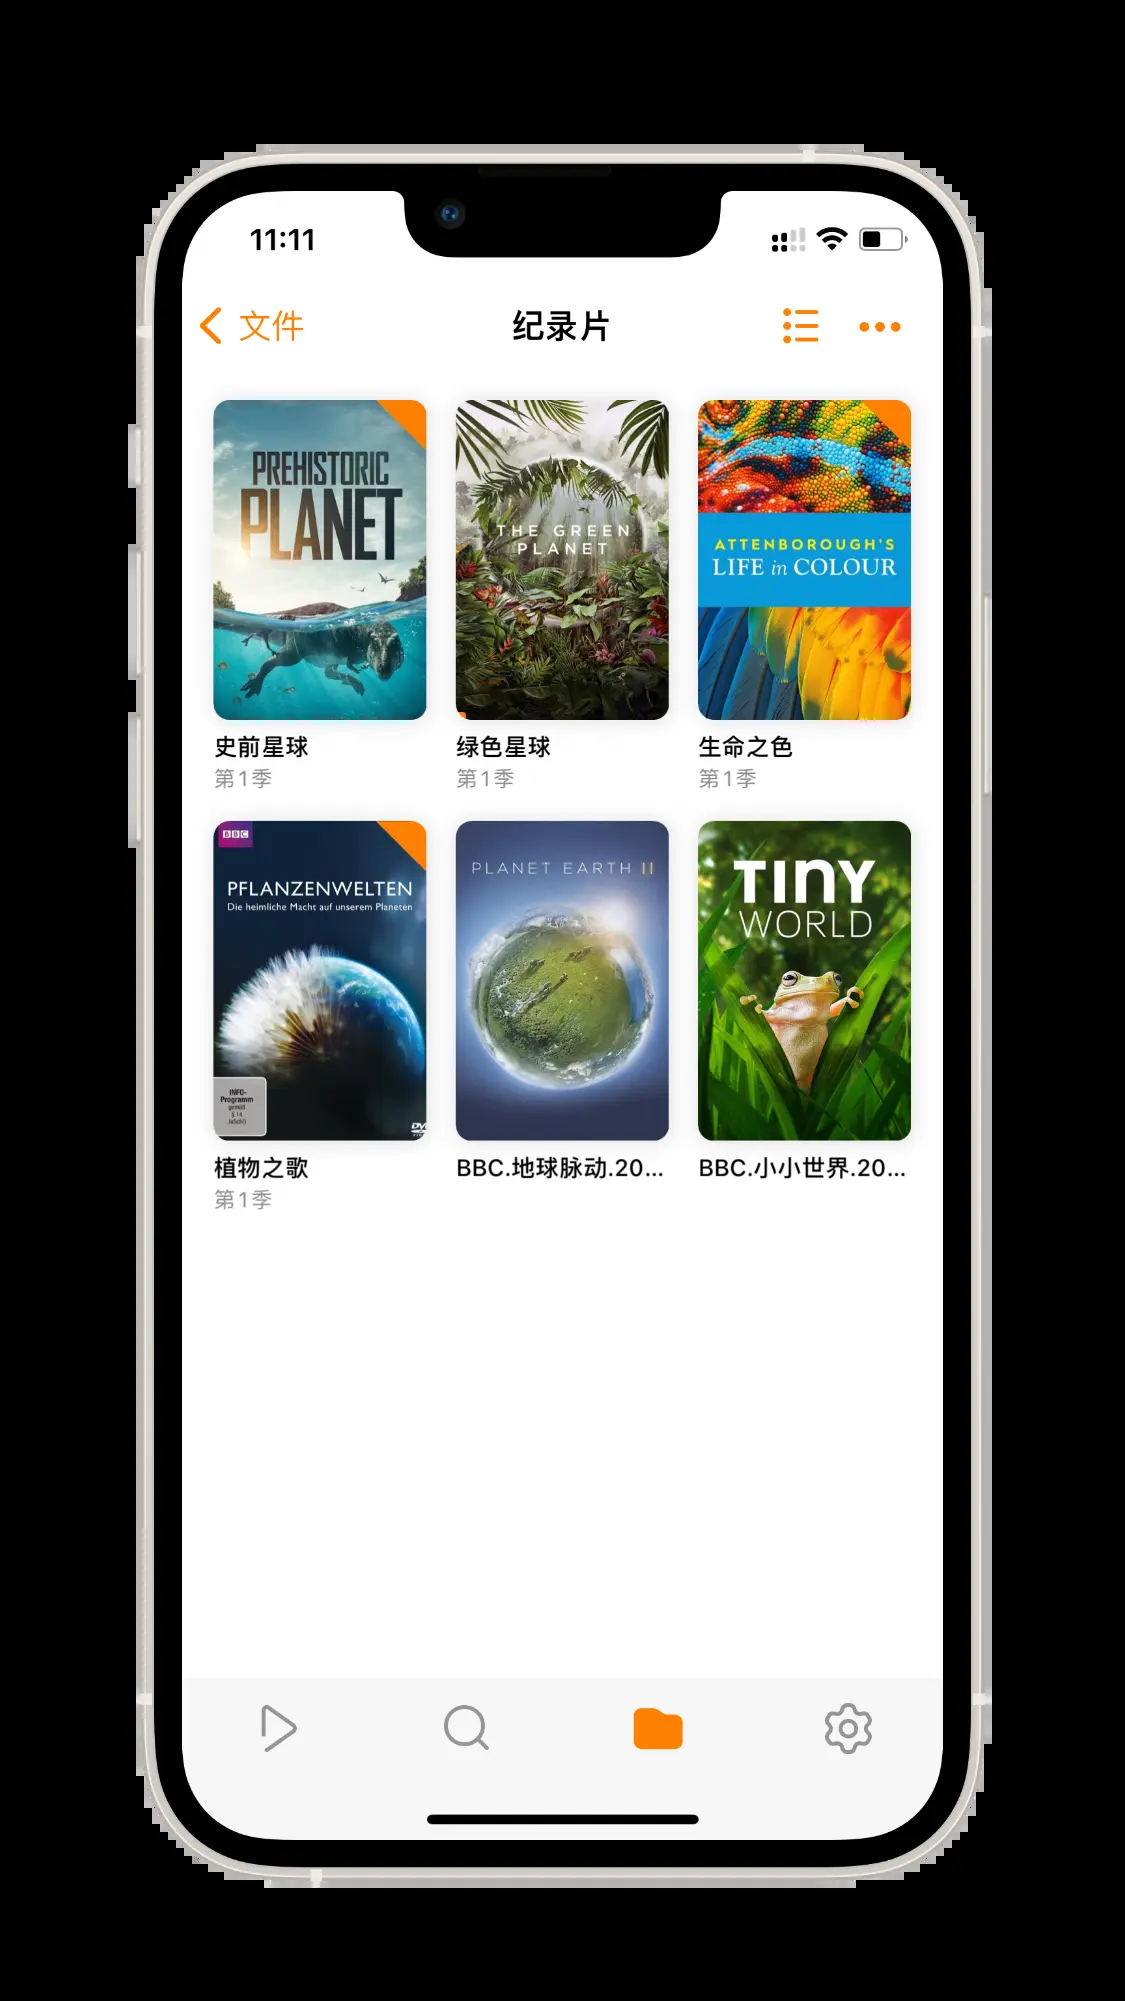 11:11
文件
纪录片
PREHISTORIC
PLANET
THE GREEN
PLANET
ATTENBOROUGH'S
LIFE in COLOUR
史前星球
第1季
绿色星球
第1季
生命之色
第1季
BBC
PFLANZENWELTEN
Die heimliche Macht auf unserem Planeten
INFO-
Programm
gemäß
§ 14
JuSchG
DVD
PLANET EARTH II
TINY
WORLD
植物之歌
第1季
BBC.地球脉动.20...
BBC.小小世界.20...